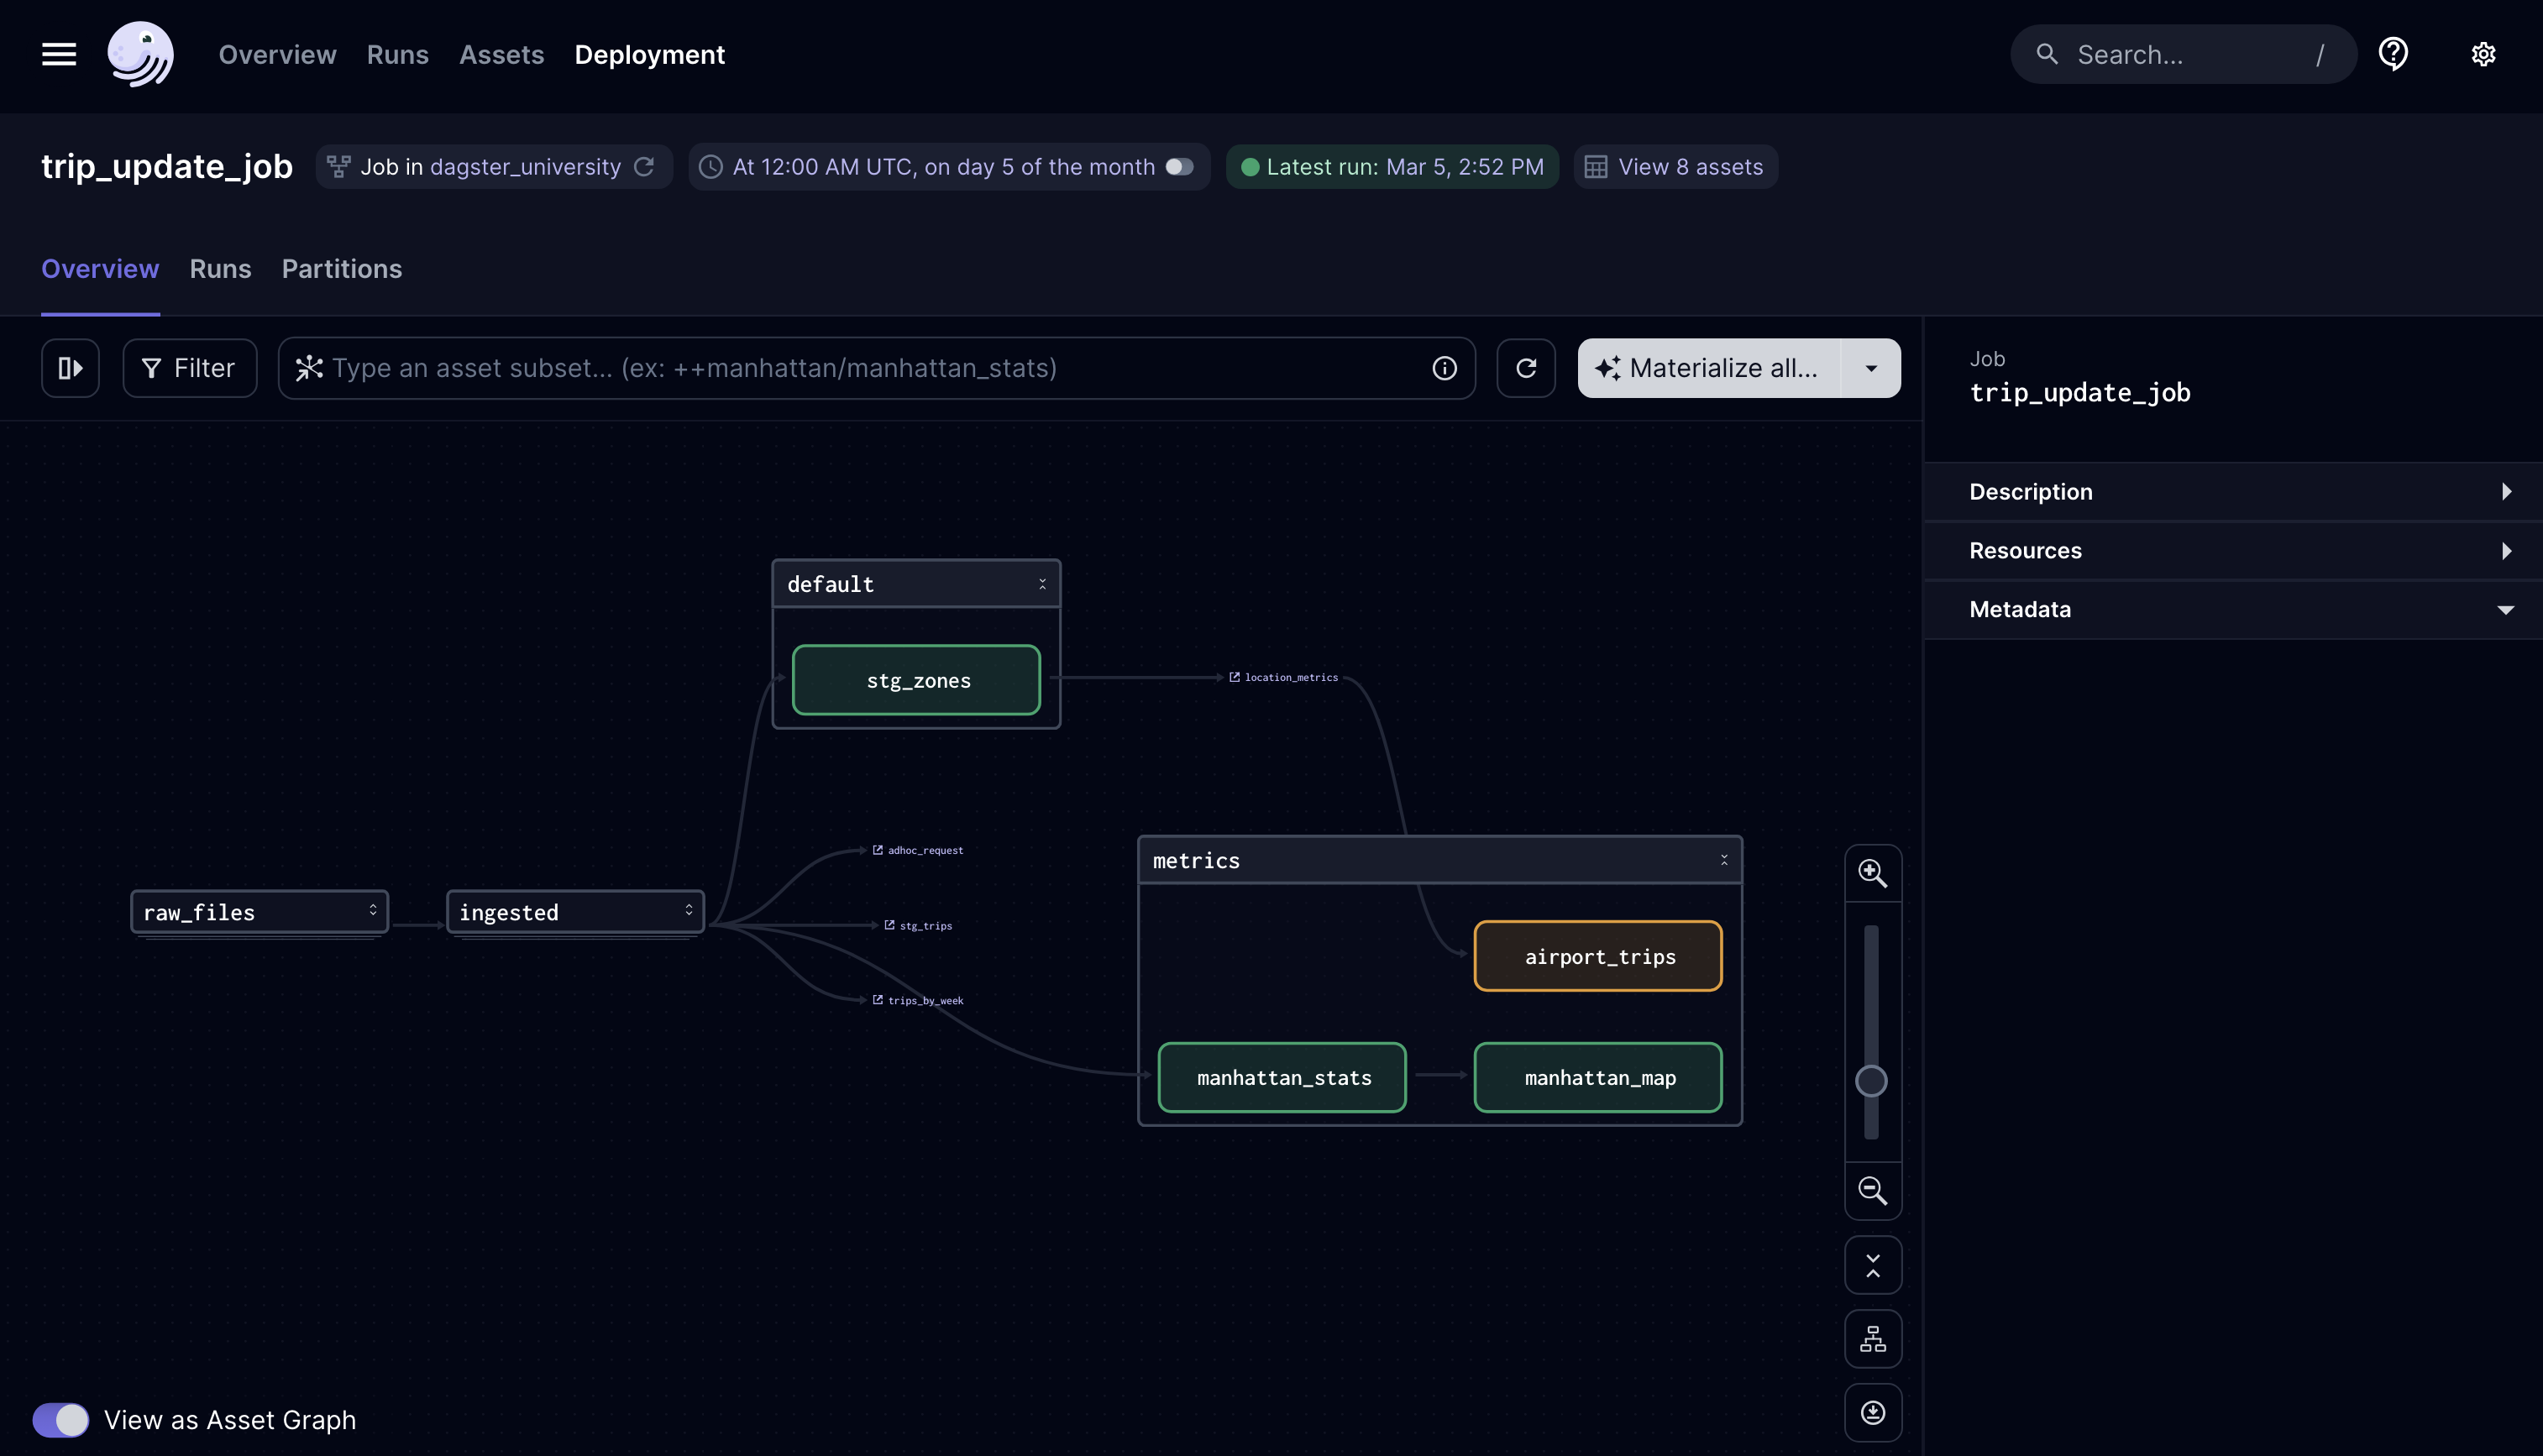 Overview Runs Assets Deployment Search... /
trip_update_job Job in dagster_university At 12:00 AM UTC, on day 5 of the month Latest run: Mar 5, 2:52 PM View 8 assets
Overview Runs Partitions
Filter Type an asset subset... (ex: ++manhattan/manhattan_stats) Materialize all...
Job
trip_update_job
Description
Resources
Metadata
default
stg_zones
location_metrics
adhoc_request
metrics
raw_files
ingested
stg_trips
airport_trips
trips_by_week
manhattan_stats
manhattan_map
View as Asset Graph